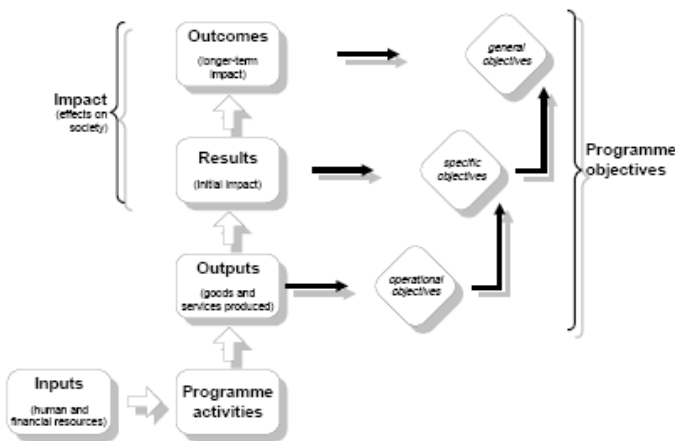 Outcomes
(longer-term
impact)
general
objectives
Impact
(effects on
society)
Results
(initial impact)
specific
objectives
Programme
objectives
Outputs
(goods and
services produced)
operational
objectives
Inputs
(human and
financial resources)
Programme
activities